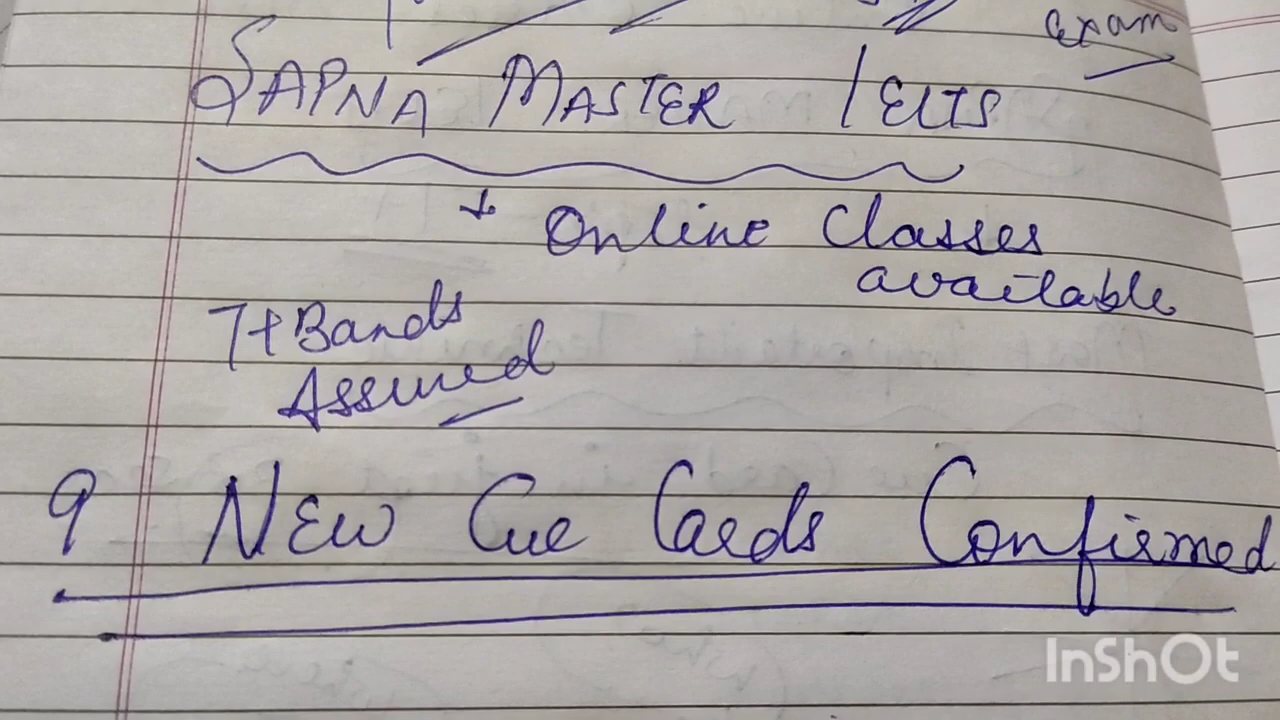 exam
SAPNA MASTER IELTS
+ Online Classes
available
7+Bands
Assured
9 NEW Cue Cards Confirmed
InShOt